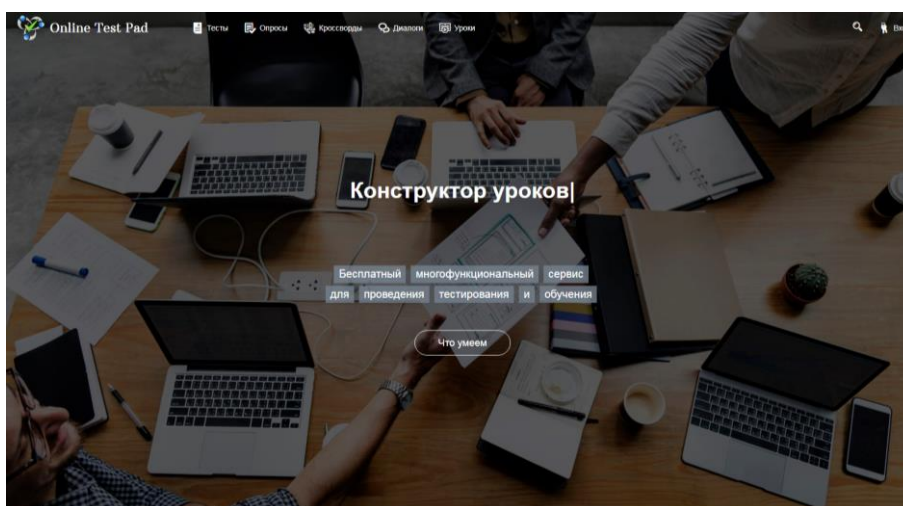 Online Test Pad Тесты Опросы Кроссворды Диалоги Уроки
Конструктор уроков
Бесплатный многофункциональный сервис
для проведения тестирования и обучения
Что умеем